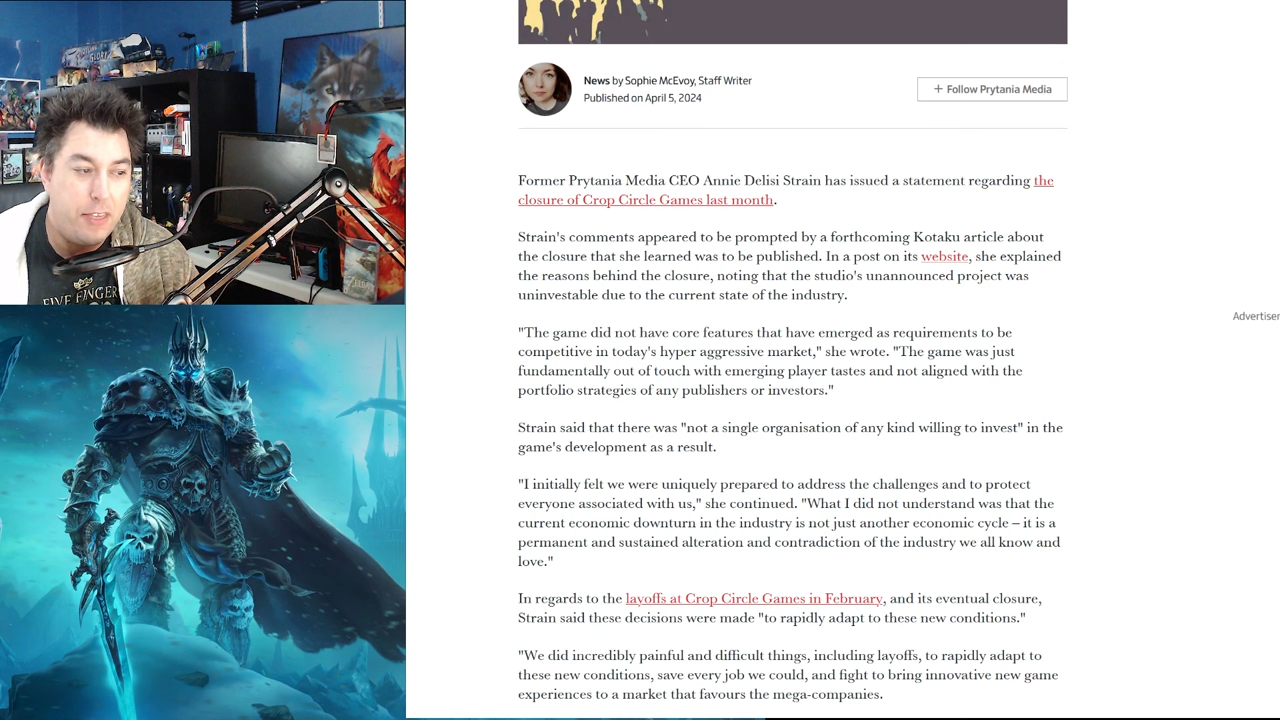 News by Sophie McEvoy, Staff Writer
Published on April 5, 2024
+ Follow Prytania Media
Former Prytania Media CEO Annie Delisi Strain has issued a statement regarding the
closure of Crop Circle Games last month.
Strain's comments appeared to be prompted by a forthcoming Kotaku article about
the closure that she learned was to be published. In a post on its website, she explained
the reasons behind the closure, noting that the studio's unannounced project was
uninvestable due to the current state of the industry.
Advertiser
"The game did not have core features that have emerged as requirements to be
competitive in today's hyper aggressive market," she wrote. "The game was just
fundamentally out of touch with emerging player tastes and not aligned with the
portfolio strategies of any publishers or investors."
Strain said that there was "not a single organisation of any kind willing to invest" in the
game's development as a result.
"I initially felt we were uniquely prepared to address the challenges and to protect
everyone associated with us," she continued. "What I did not understand was that the
current economic downturn in the industry is not just another economic cycle – it is a
permanent and sustained alteration and contradiction of the industry we all know and
love."
In regards to the layoffs at Crop Circle Games in February, and its eventual closure,
Strain said these decisions were made "to rapidly adapt to these new conditions."
"We did incredibly painful and difficult things, including layoffs, to rapidly adapt to
these new conditions, save every job we could, and fight to bring innovative new game
experiences to a market that favours the mega-companies.
FIVE FINGER
GLORY